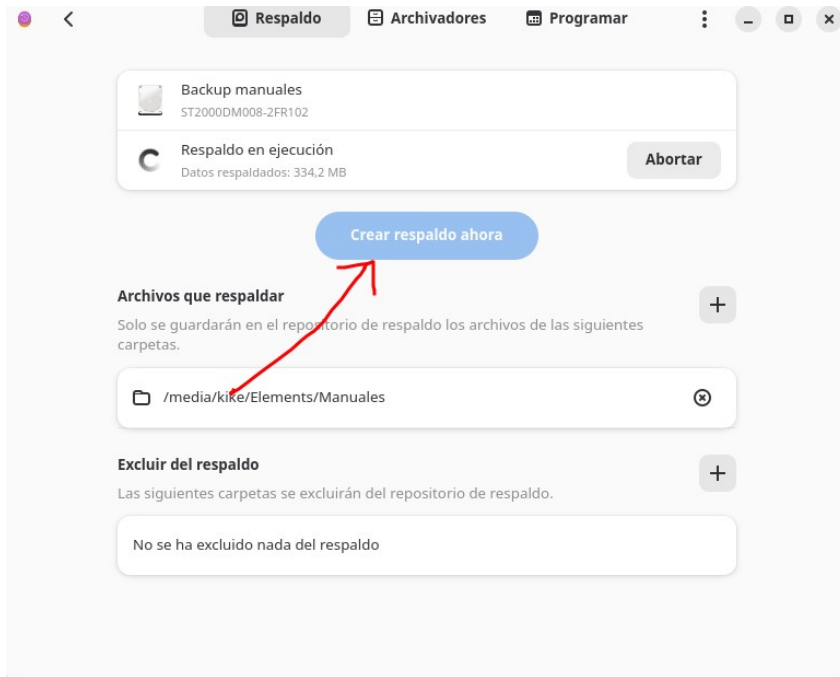 Respaldo
Archivadores
Programar
Backup manuales
ST2000DM008-2FR102
Respaldo en ejecución
Datos respaldados: 334,2 MB
Abortar
Crear respaldo ahora
Archivos que respaldar
Solo se guardarán en el repositorio de respaldo los archivos de las siguientes
carpetas.
/media/kike/Elements/Manuales
Excluir del respaldo
Las siguientes carpetas se excluirán del repositorio de respaldo.
No se ha excluido nada del respaldo